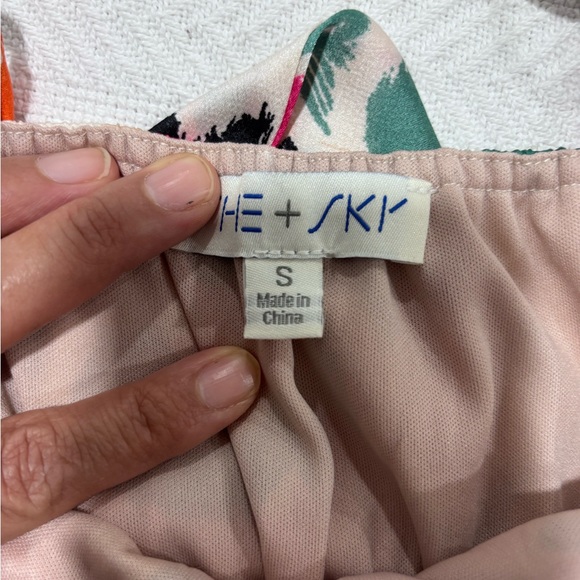 HE + SKY
S
Made in
China